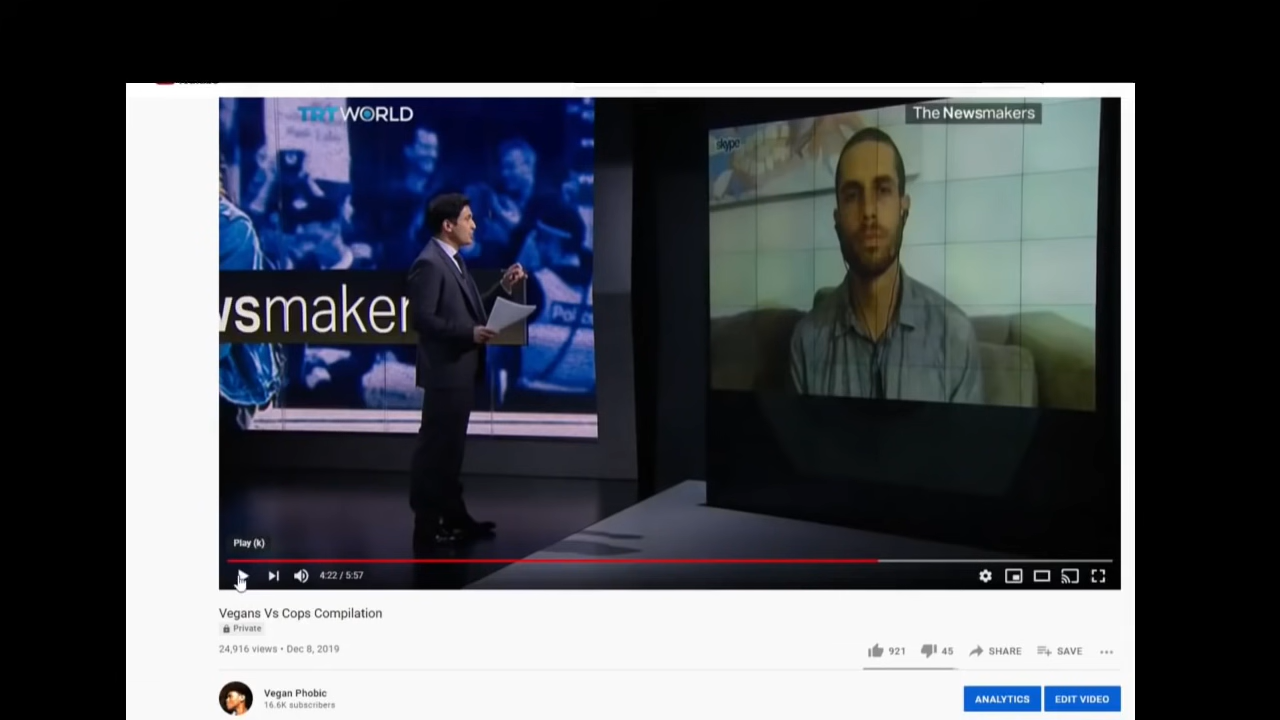 TRT WORLD
The Newsmakers
skype
wsmaker
Play (k)
4:22 / 5:57
Vegans Vs Cops Compilation
Private
24,916 views • Dec 8, 2019
921 45 SHARE SAVE
Vegan Phobic
16.6K subscribers
ANALYTICS EDIT VIDEO